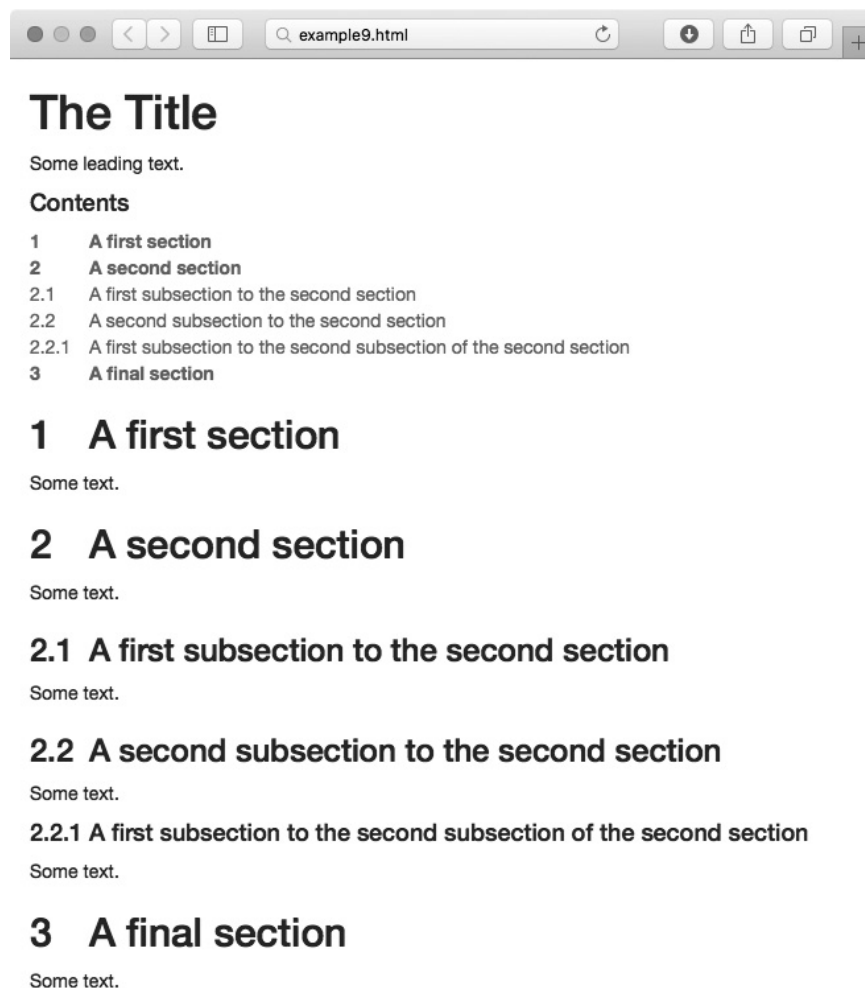 example9.html
The Title
Some leading text.
Contents
1 A first section
2 A second section
2.1 A first subsection to the second section
2.2 A second subsection to the second section
2.2.1 A first subsection to the second subsection of the second section
3 A final section
1 A first section
Some text.
2 A second section
Some text.
2.1 A first subsection to the second section
Some text.
2.2 A second subsection to the second section
Some text.
2.2.1 A first subsection to the second subsection of the second section
Some text.
3 A final section
Some text.